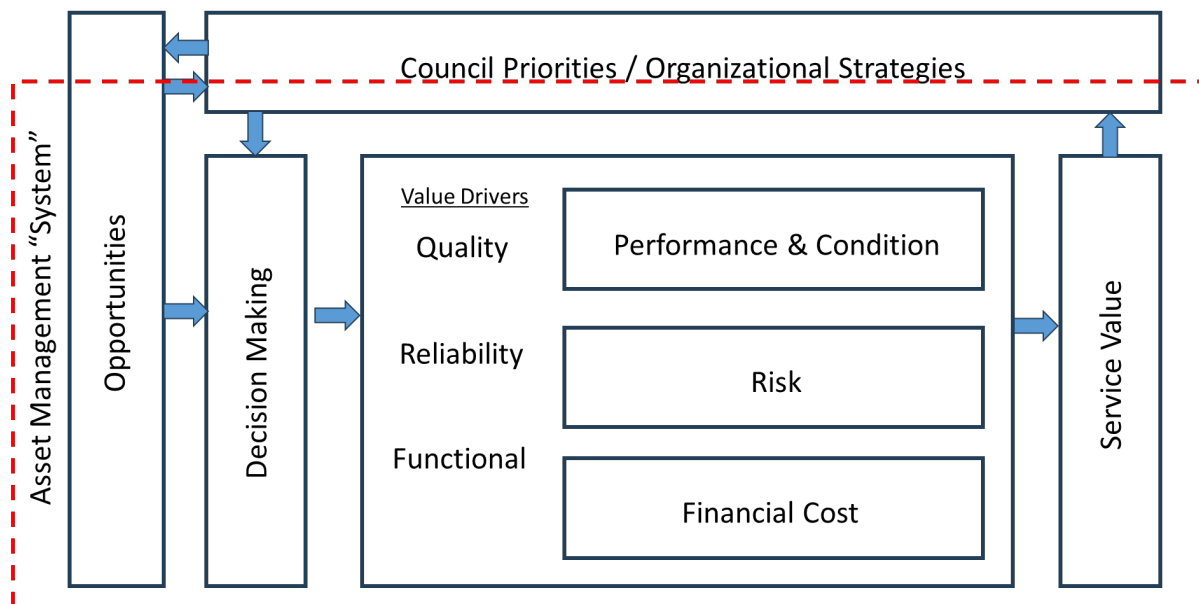 Council Priorities / Organizational Strategies
Asset Management “System”
Opportunities
Decision Making
Value Drivers
Quality
Performance & Condition
Reliability
Risk
Functional
Financial Cost
Service Value